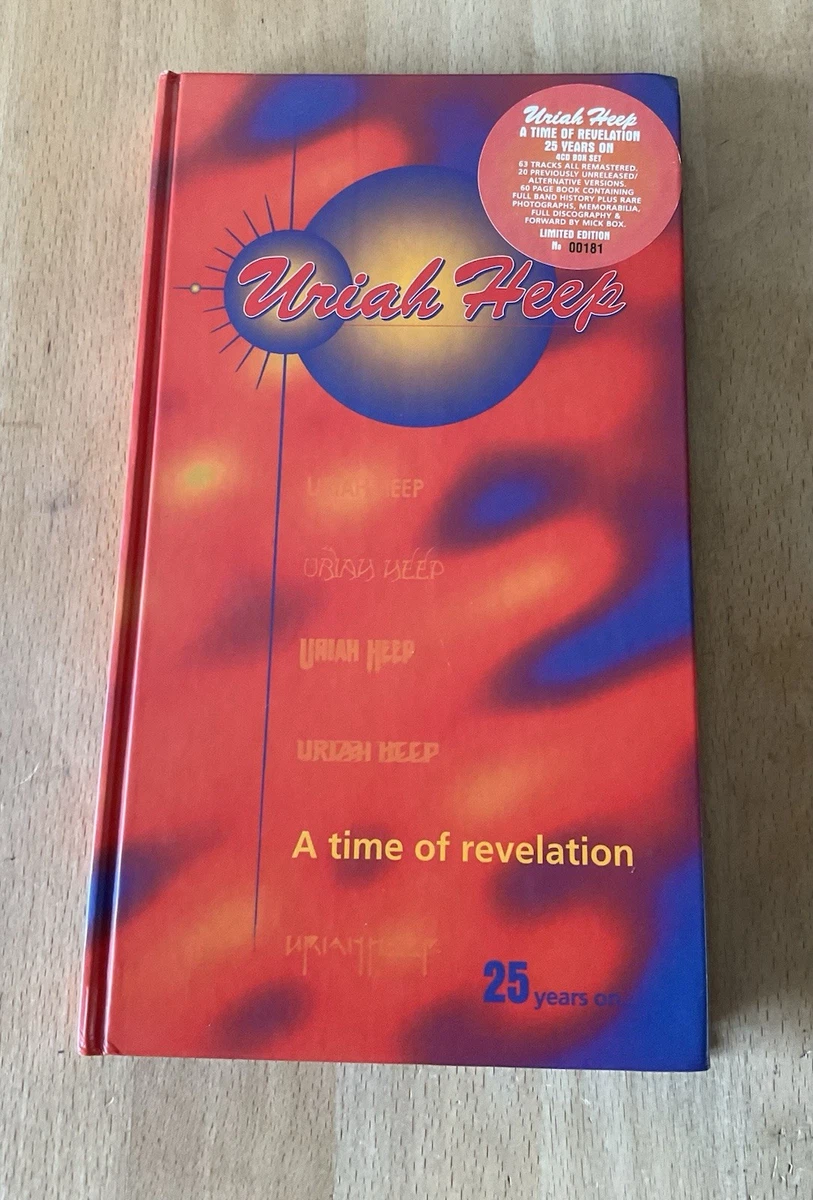 Uriah Heep
A TIME OF REVELATION
25 YEARS ON
4CD BOX SET
63 TRACKS ALL REMASTERED.
20 PREVIOUSLY UNRELEASED/
ALTERNATIVE VERSIONS.
60 PAGE BOOK CONTAINING
FULL BAND HISTORY PLUS RARE
PHOTOGRAPHS, MEMORABILIA,
FULL DISCOGRAPHY &
FORWARD BY MICK BOX.
LIMITED EDITION
No 00181
Uriah Heep
URIAH HEEP
URIAH HEEP
URIAH HEEP
URIAH HEEP
A time of revelation
URIAH HEEP
25 years on